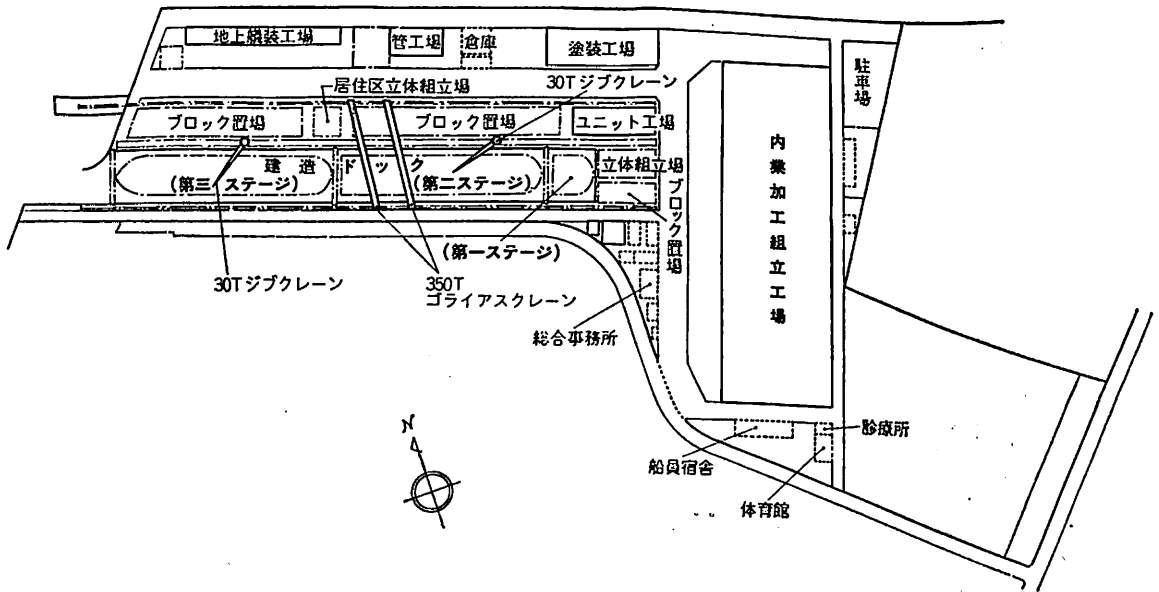 地上艤装工場
管工場
倉庫
塗装工場
駐車場
居住区立体組立場
30Tジブクレーン
ブロック置場
ブロック置場
ユニット工場
建造ドック
(第三ステージ)
(第二ステージ)
立体組立場
ブロック置場
内業加工組立工場
(第一ステージ)
30Tジブクレーン
350T
ゴライアスクレーン
総合事務所
N
診療所
船員宿舎
体育館